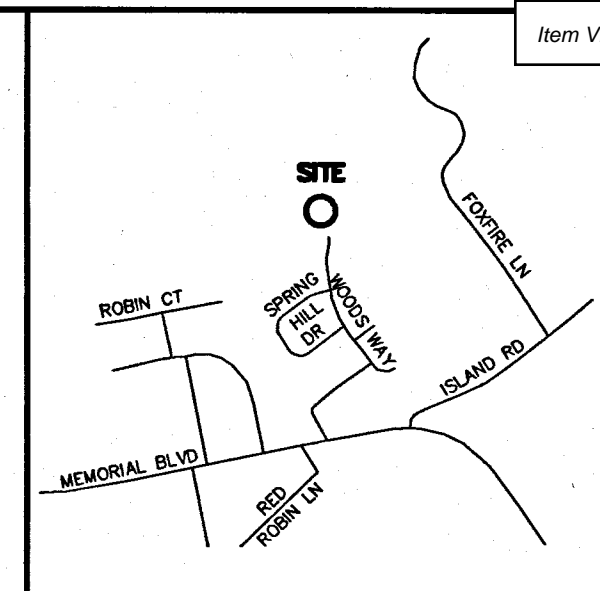 Item V
SITE
FOXFIRE LN
ROBIN CT
SPRING
HILL
DR
WOODS WAY
ISLAND RD
MEMORIAL BLVD
RED
ROBIN LN